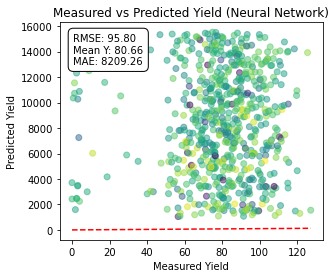 Measured vs Predicted Yield (Neural Network)
RMSE: 95.80
Mean Y: 80.66
MAE: 8209.26
16000
14000
12000
10000
8000
6000
4000
2000
0
Predicted Yield
0 20 40 60 80 100 120
Measured Yield